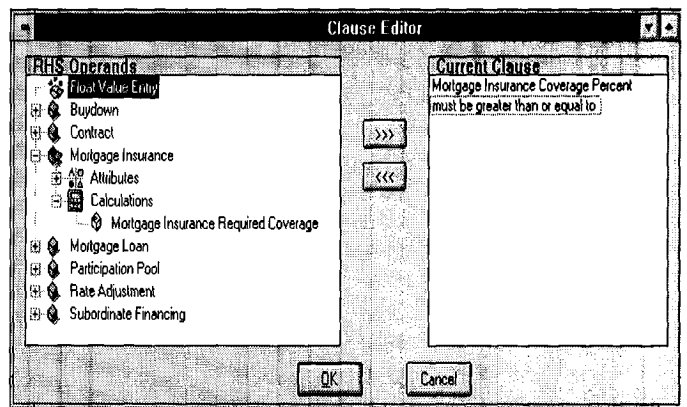 Clause Editor
RHS Operands
Float Value Entry
Buydown
Contract
Mortgage Insurance
Attributes
Calculations
Mortgage Insurance Required Coverage
Mortgage Loan
Participation Pool
Rate Adjustment
Subordinate Financing
>>>
<<<
Current Clause
Mortgage Insurance Coverage Percent
must be greater than or equal to
OK
Cancel